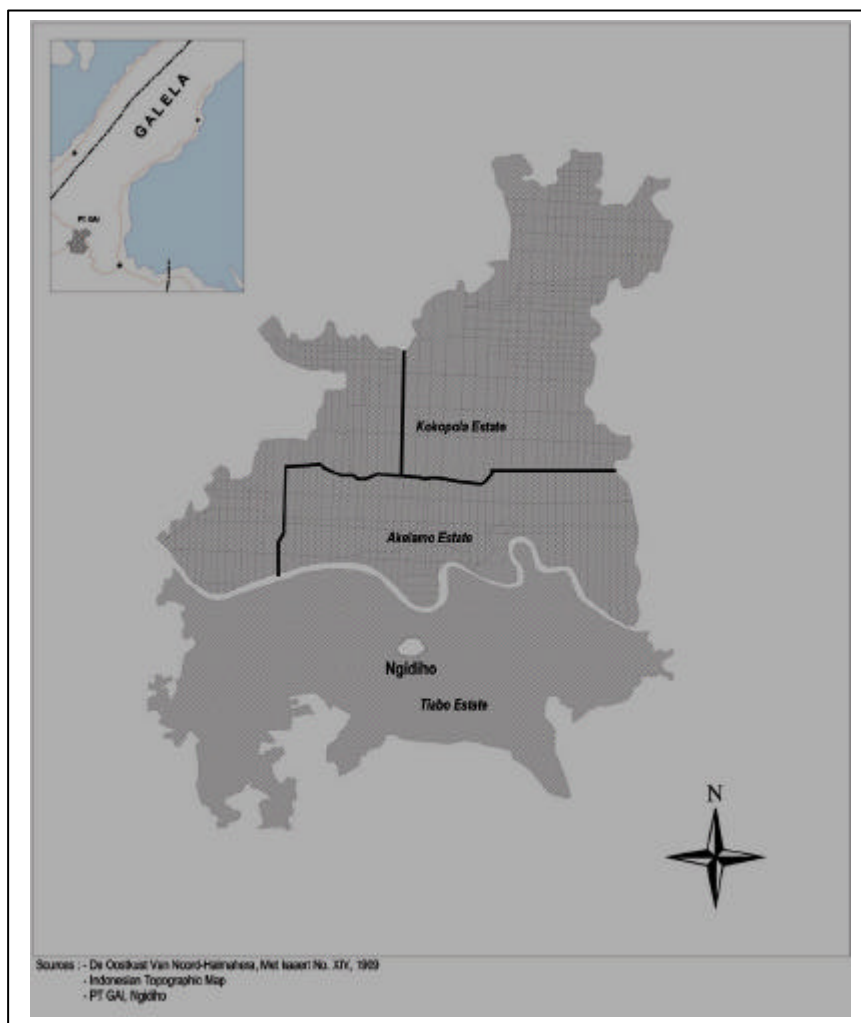 GALELA
PT GAI
Kokopola Estate
Akelamo Estate
Ngidiho
Tiabo Estate
N
Sources : - De Oostkust Van Noord-Halmahera, Met kaaert No. XIV, 1909
- Indonesian Topographic Map
- PT GAI, Ngidiho